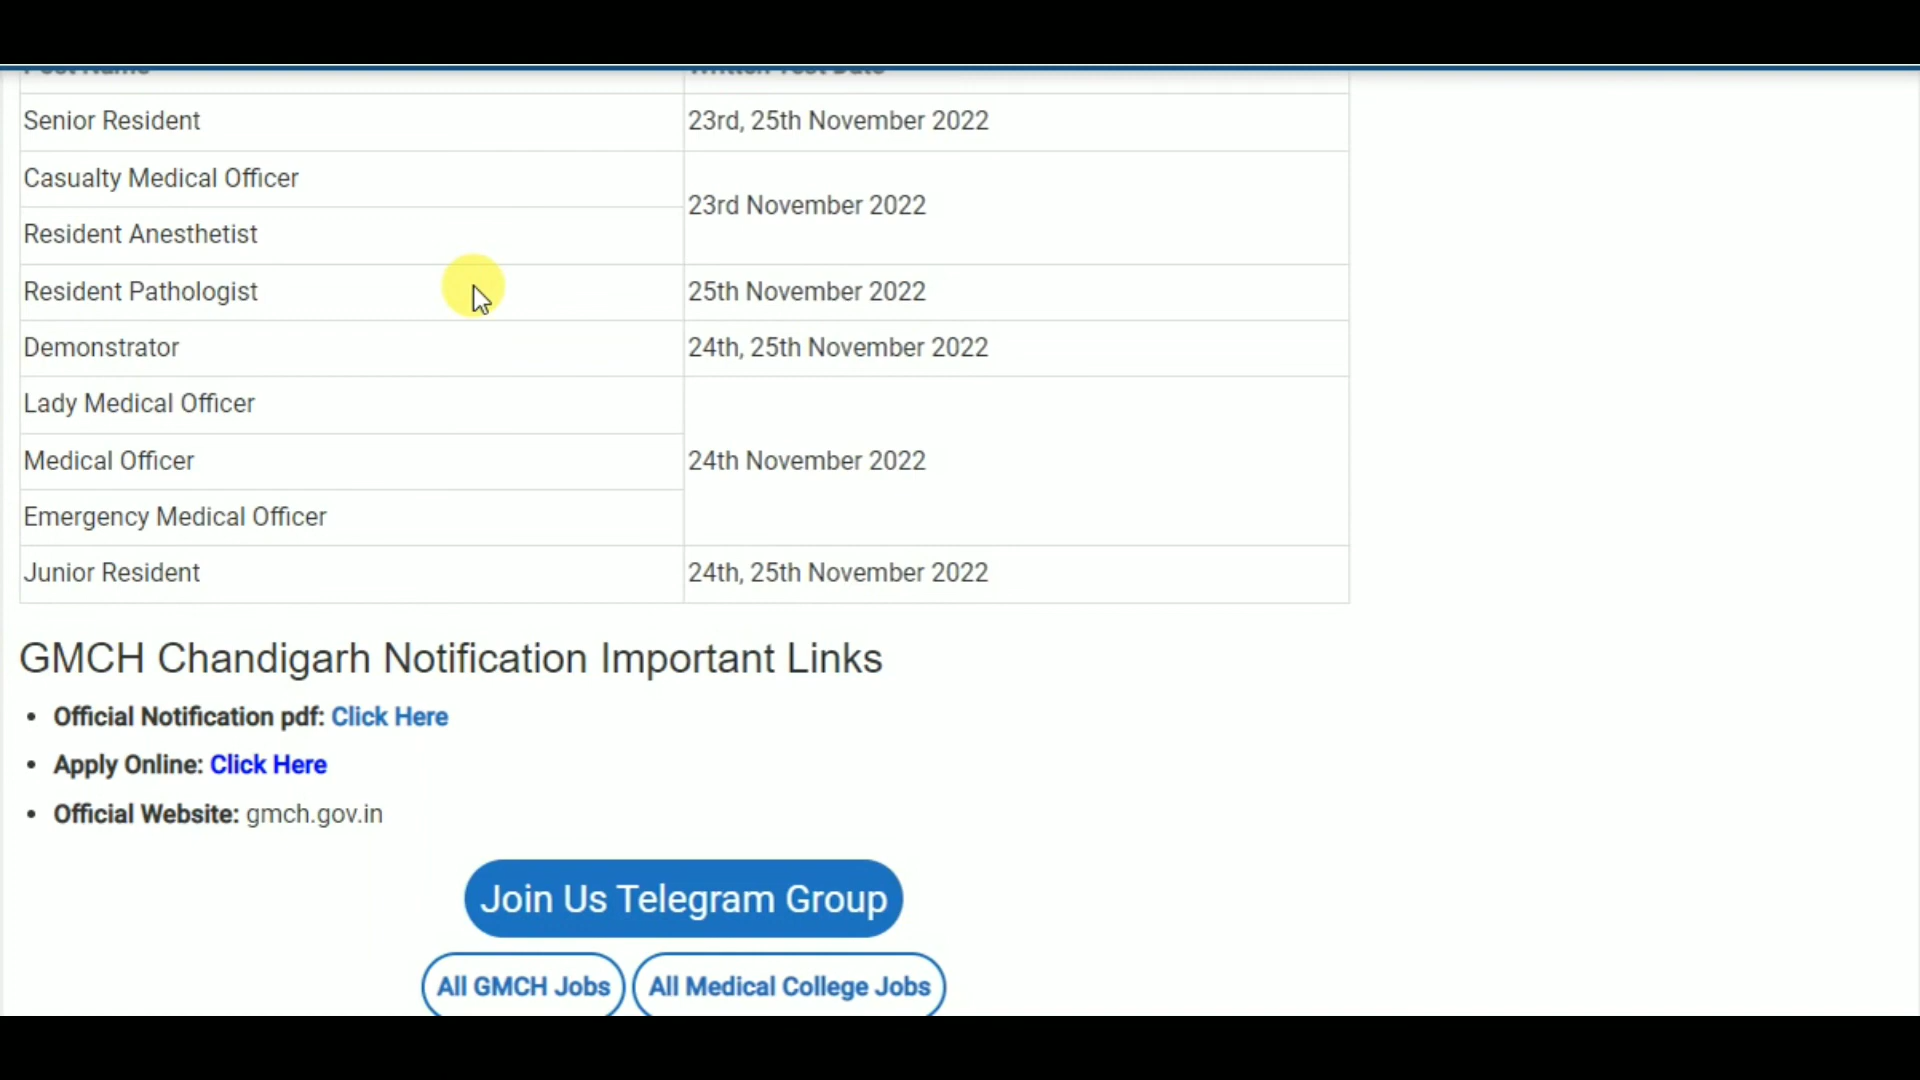 Senior Resident
23rd, 25th November 2022
Casualty Medical Officer
23rd November 2022
Resident Anesthetist
Resident Pathologist
25th November 2022
Demonstrator
24th, 25th November 2022
Lady Medical Officer
Medical Officer
24th November 2022
Emergency Medical Officer
Junior Resident
24th, 25th November 2022
GMCH Chandigarh Notification Important Links
• Official Notification pdf: Click Here
• Apply Online: Click Here
• Official Website: gmch.gov.in
Join Us Telegram Group
All GMCH Jobs
All Medical College Jobs